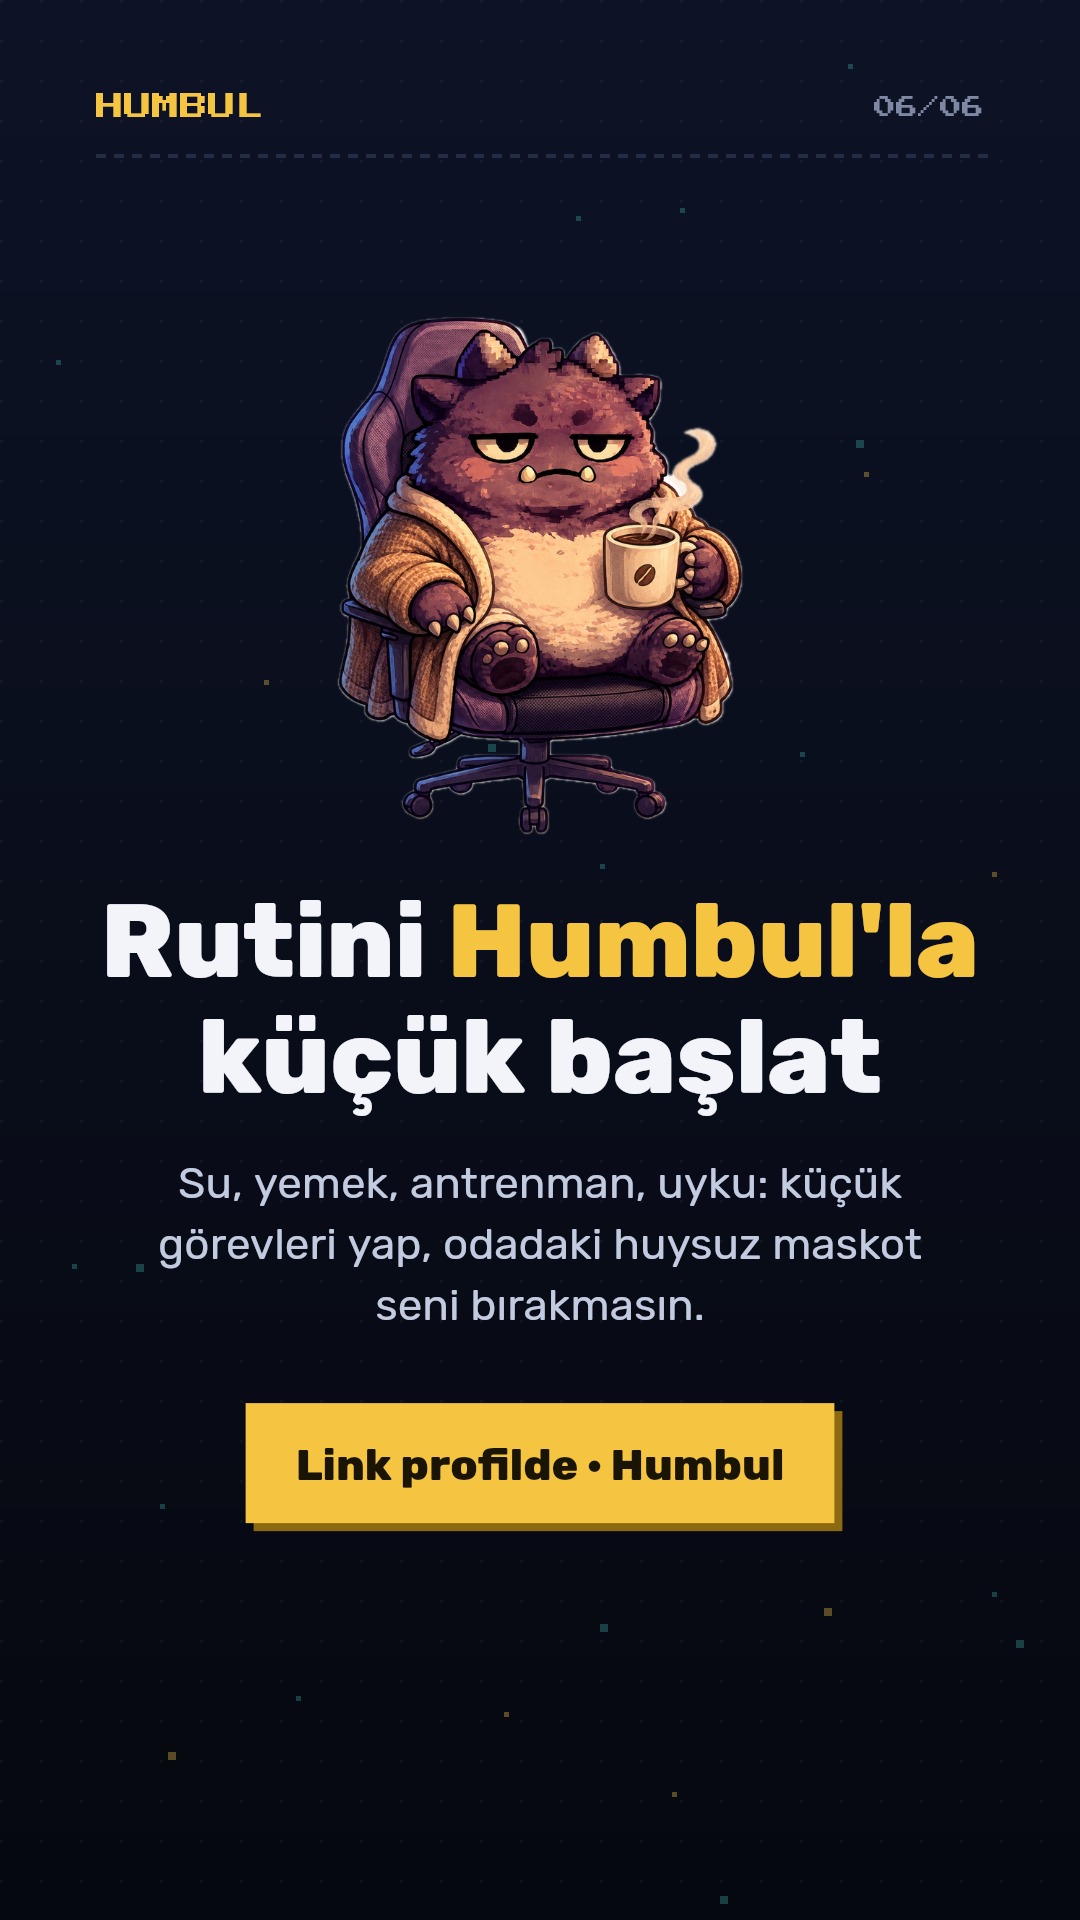 HUMBUL
06/06
Rutini Humbul'la
küçük başlat
Su, yemek, antrenman, uyku: küçük
görevleri yap, odadaki huysuz maskot
seni bırakmasın.
Link profilde • Humbul